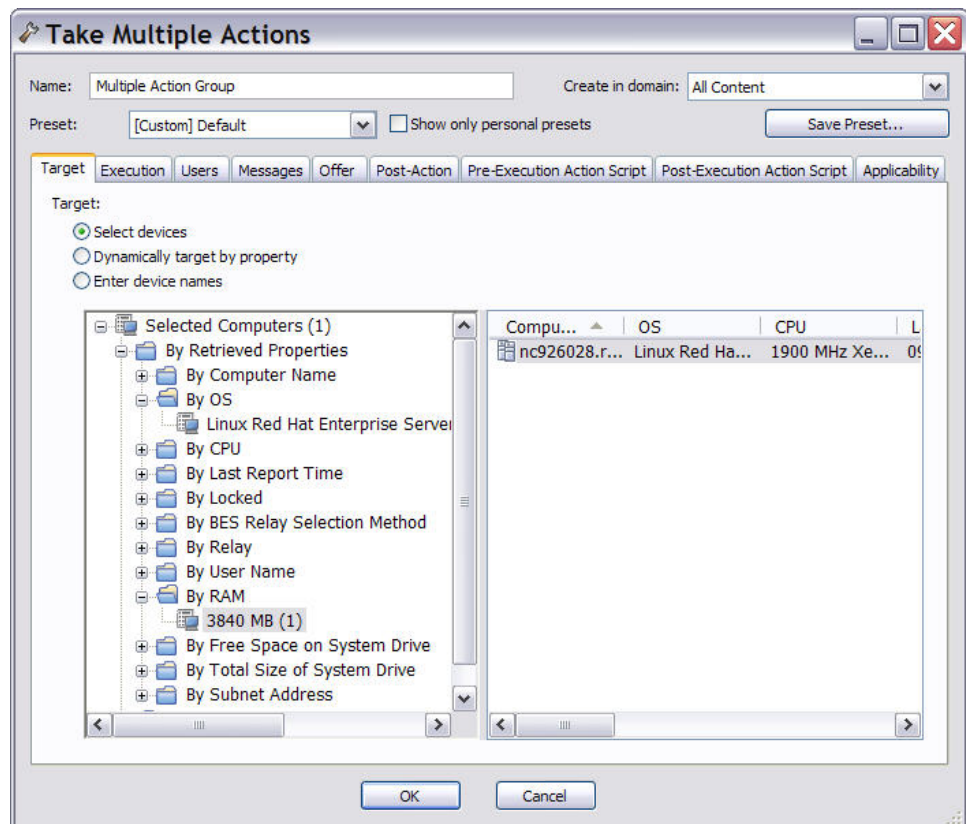 Take Multiple Actions
Name: Multiple Action Group Create in domain: All Content
Preset: [Custom] Default Show only personal presets Save Preset...
Target Execution Users Messages Offer Post-Action Pre-Execution Action Script Post-Execution Action Script Applicability
Target:
Select devices
Dynamically target by property
Enter device names
Selected Computers (1)
By Retrieved Properties
By Computer Name
By OS
Linux Red Hat Enterprise Server
By CPU
By Last Report Time
By Locked
By BES Relay Selection Method
By Relay
By User Name
By RAM
3840 MB (1)
By Free Space on System Drive
By Total Size of System Drive
By Subnet Address
Compu... OS CPU L
nc926028.r... Linux Red Ha... 1900 MHz Xe... 09
OK Cancel